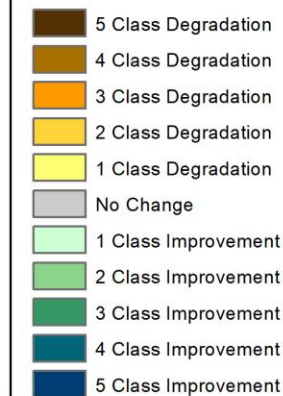 5 Class Degradation
4 Class Degradation
3 Class Degradation
2 Class Degradation
1 Class Degradation
No Change
1 Class Improvement
2 Class Improvement
3 Class Improvement
4 Class Improvement
5 Class Improvement